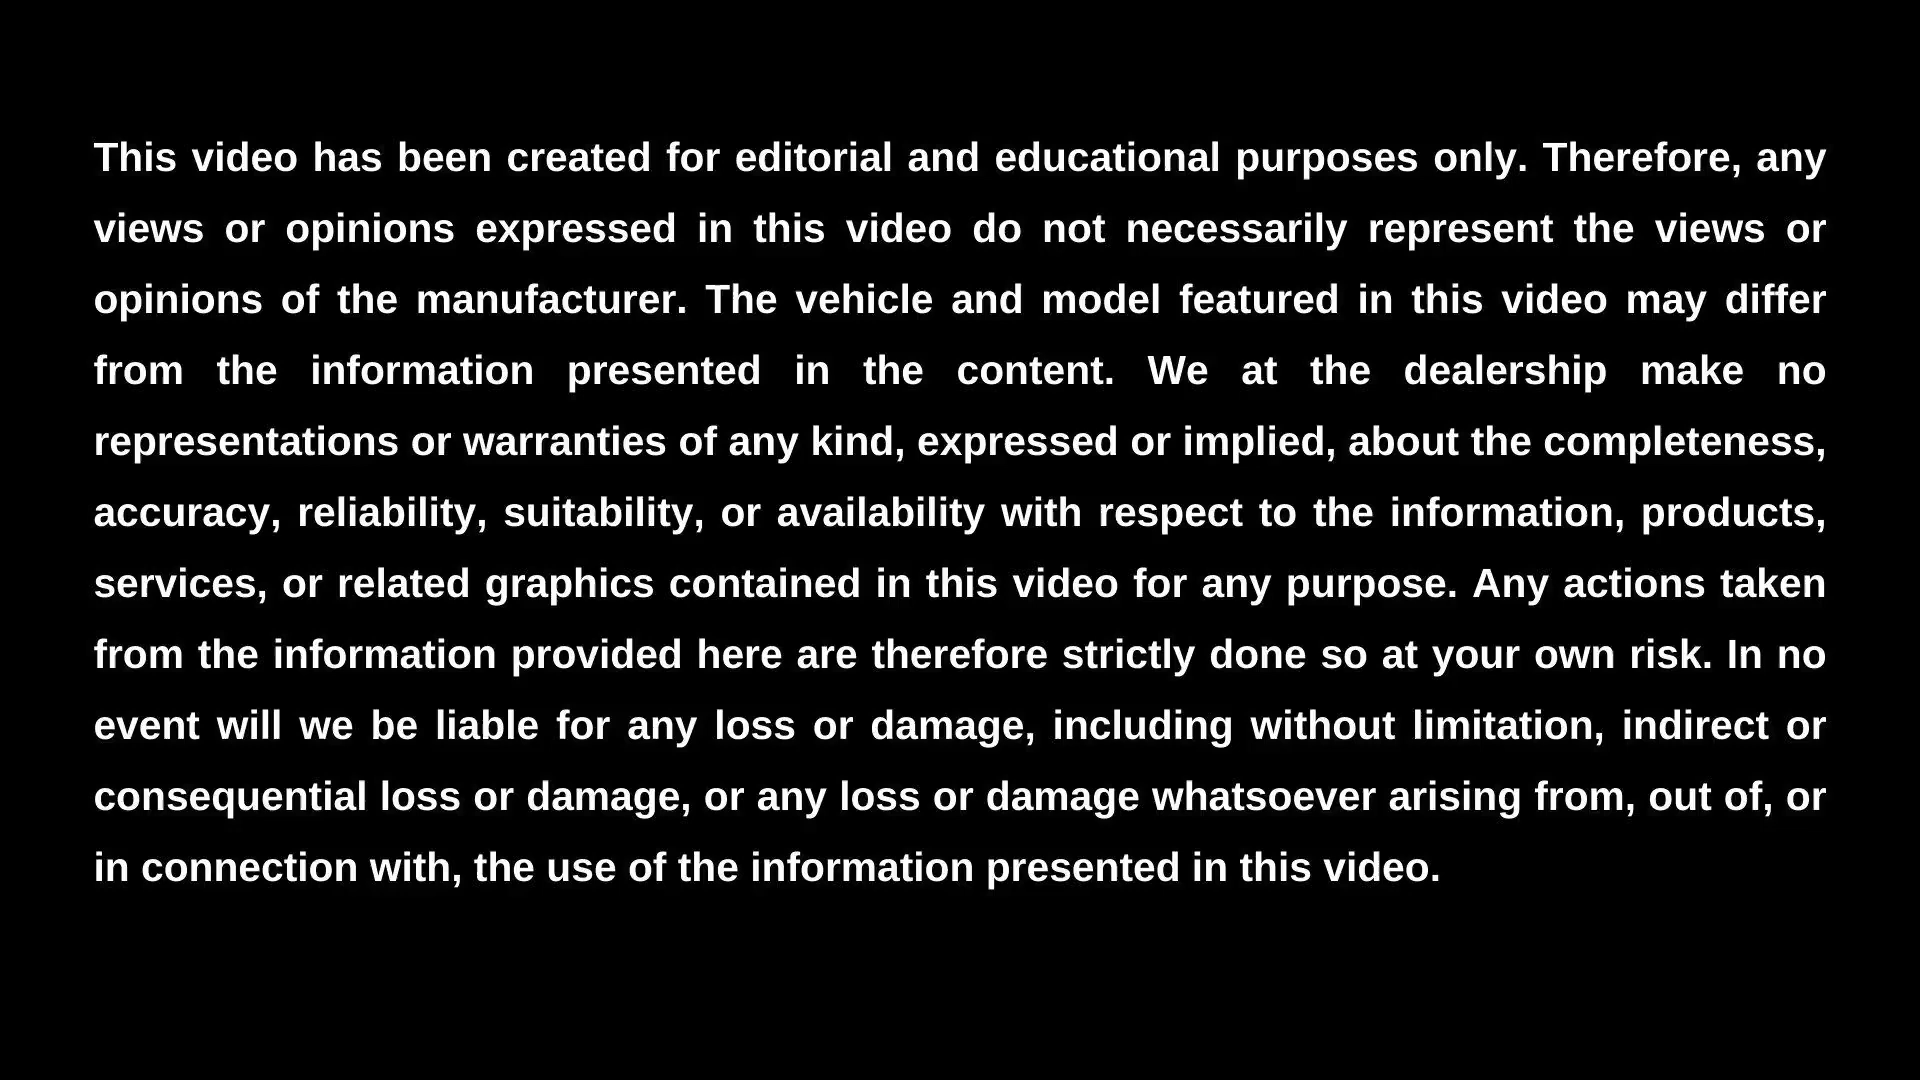 This video has been created for editorial and educational purposes only. Therefore, any
views or opinions expressed in this video do not necessarily represent the views or
opinions of the manufacturer. The vehicle and model featured in this video may differ
from the information presented in the content. We at the dealership make no
representations or warranties of any kind, expressed or implied, about the completeness,
accuracy, reliability, suitability, or availability with respect to the information, products,
services, or related graphics contained in this video for any purpose. Any actions taken
from the information provided here are therefore strictly done so at your own risk. In no
event will we be liable for any loss or damage, including without limitation, indirect or
consequential loss or damage, or any loss or damage whatsoever arising from, out of, or
in connection with, the use of the information presented in this video.